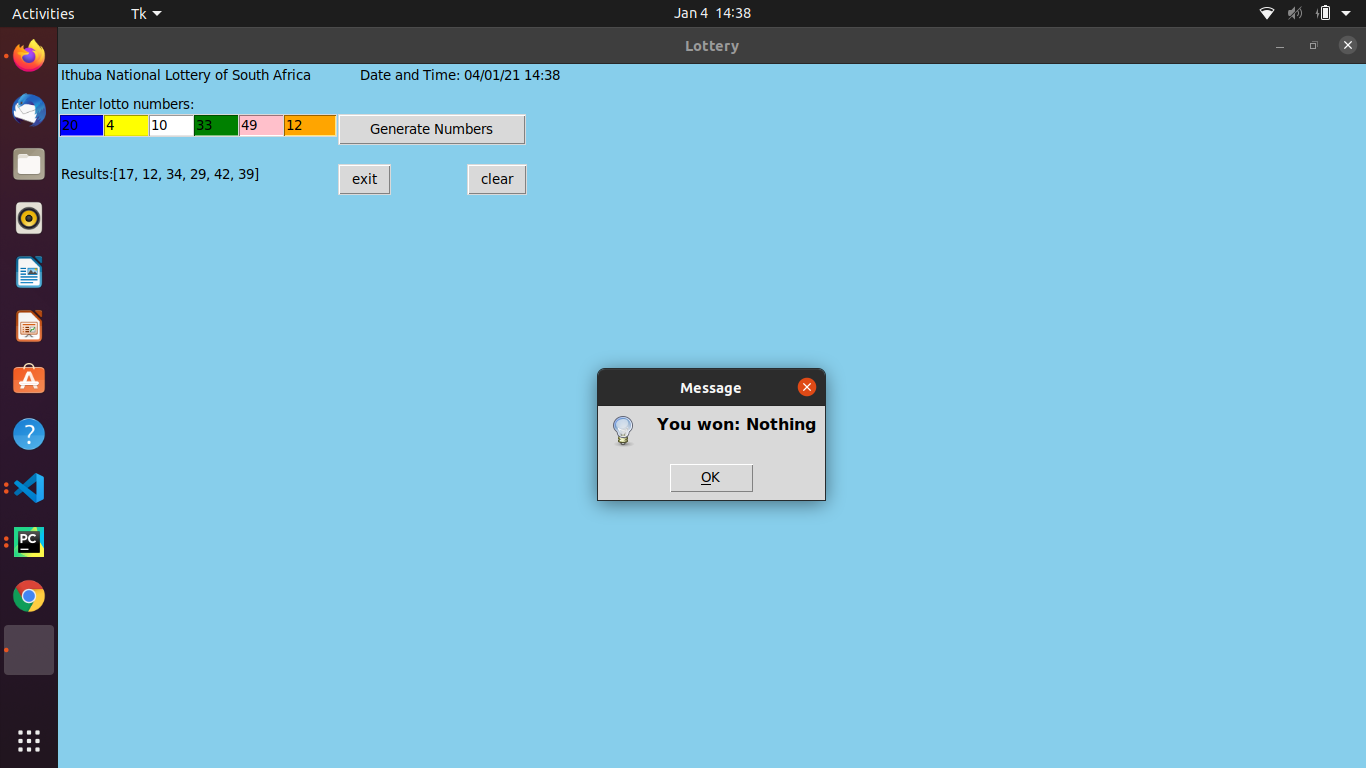 Activities
Tk
Jan 4 14:38
Lottery
Ithuba National Lottery of South Africa
Date and Time: 04/01/21 14:38
Enter lotto numbers:
20 4 10 33 49 12
Generate Numbers
Results:[17, 12, 34, 29, 42, 39]
exit
clear
Message
You won: Nothing
OK
?
PC